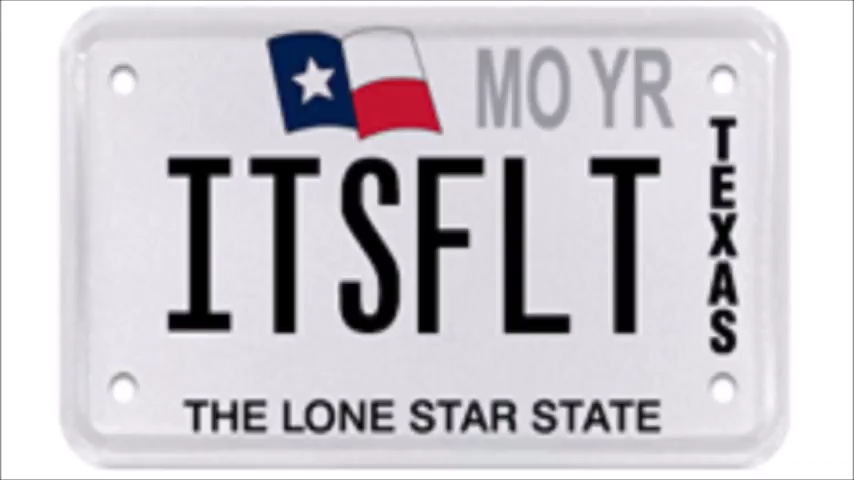 MO YR
ITSFLT
TEXAS
THE LONE STAR STATE